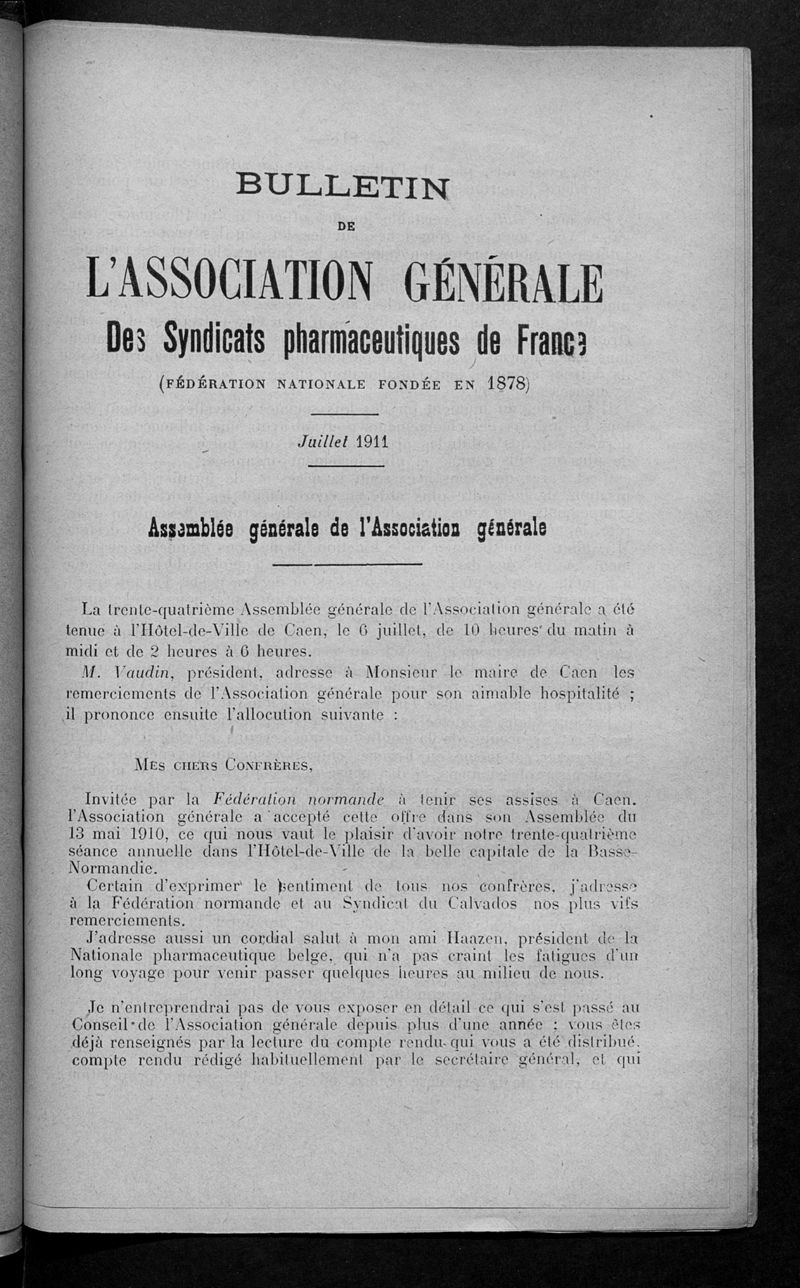 BULLETIN
DE
L'ASSOCIATION GÉNÉRALE
Des Syndicats pharmaceutiques de France
(FÉDÉRATION NATIONALE FONDÉE EN 1878)
Juillet 1911
Assemblée générale de l'Association générale
La trente-quatrième Assemblée générale de l'Association générale a été
tenue à l'Hôtel-de-Ville de Caen, le 6 juillet, de 10 heures du matin à
midi et de 2 heures à 6 heures.
M. Vaudin, président, adresse à Monsieur le maire de Caen les
remerciements de l'Association générale pour son aimable hospitalité ;
il prononce ensuite l'allocution suivante :
MES CHERS CONFRÈRES,
Invitée par la Fédération normande à tenir ses assises à Caen,
l'Association générale a accepté cette offre dans son Assemblée du
13 mai 1910, ce qui nous vaut le plaisir d'avoir notre trente-quatrième
séance annuelle dans l'Hôtel-de-Ville de la belle capitale de la Basse-
Normandie.
Certain d'exprimer le sentiment de tous nos confrères, j'adresse
à la Fédération normande et au Syndicat du Calvados nos plus vifs
remerciements.
J'adresse aussi un cordial salut à mon ami Haazen, président de la
Nationale pharmaceutique belge, qui n'a pas craint les fatigues d'un
long voyage pour venir passer quelques heures au milieu de nous.
Je n'entreprendrai pas de vous exposer en détail ce qui s'est passé au
Conseil de l'Association générale depuis plus d'une année ; vous êtes
déjà renseignés par la lecture du compte rendu qui vous a été distribué,
compte rendu rédigé habituellement par le secrétaire général, et qui